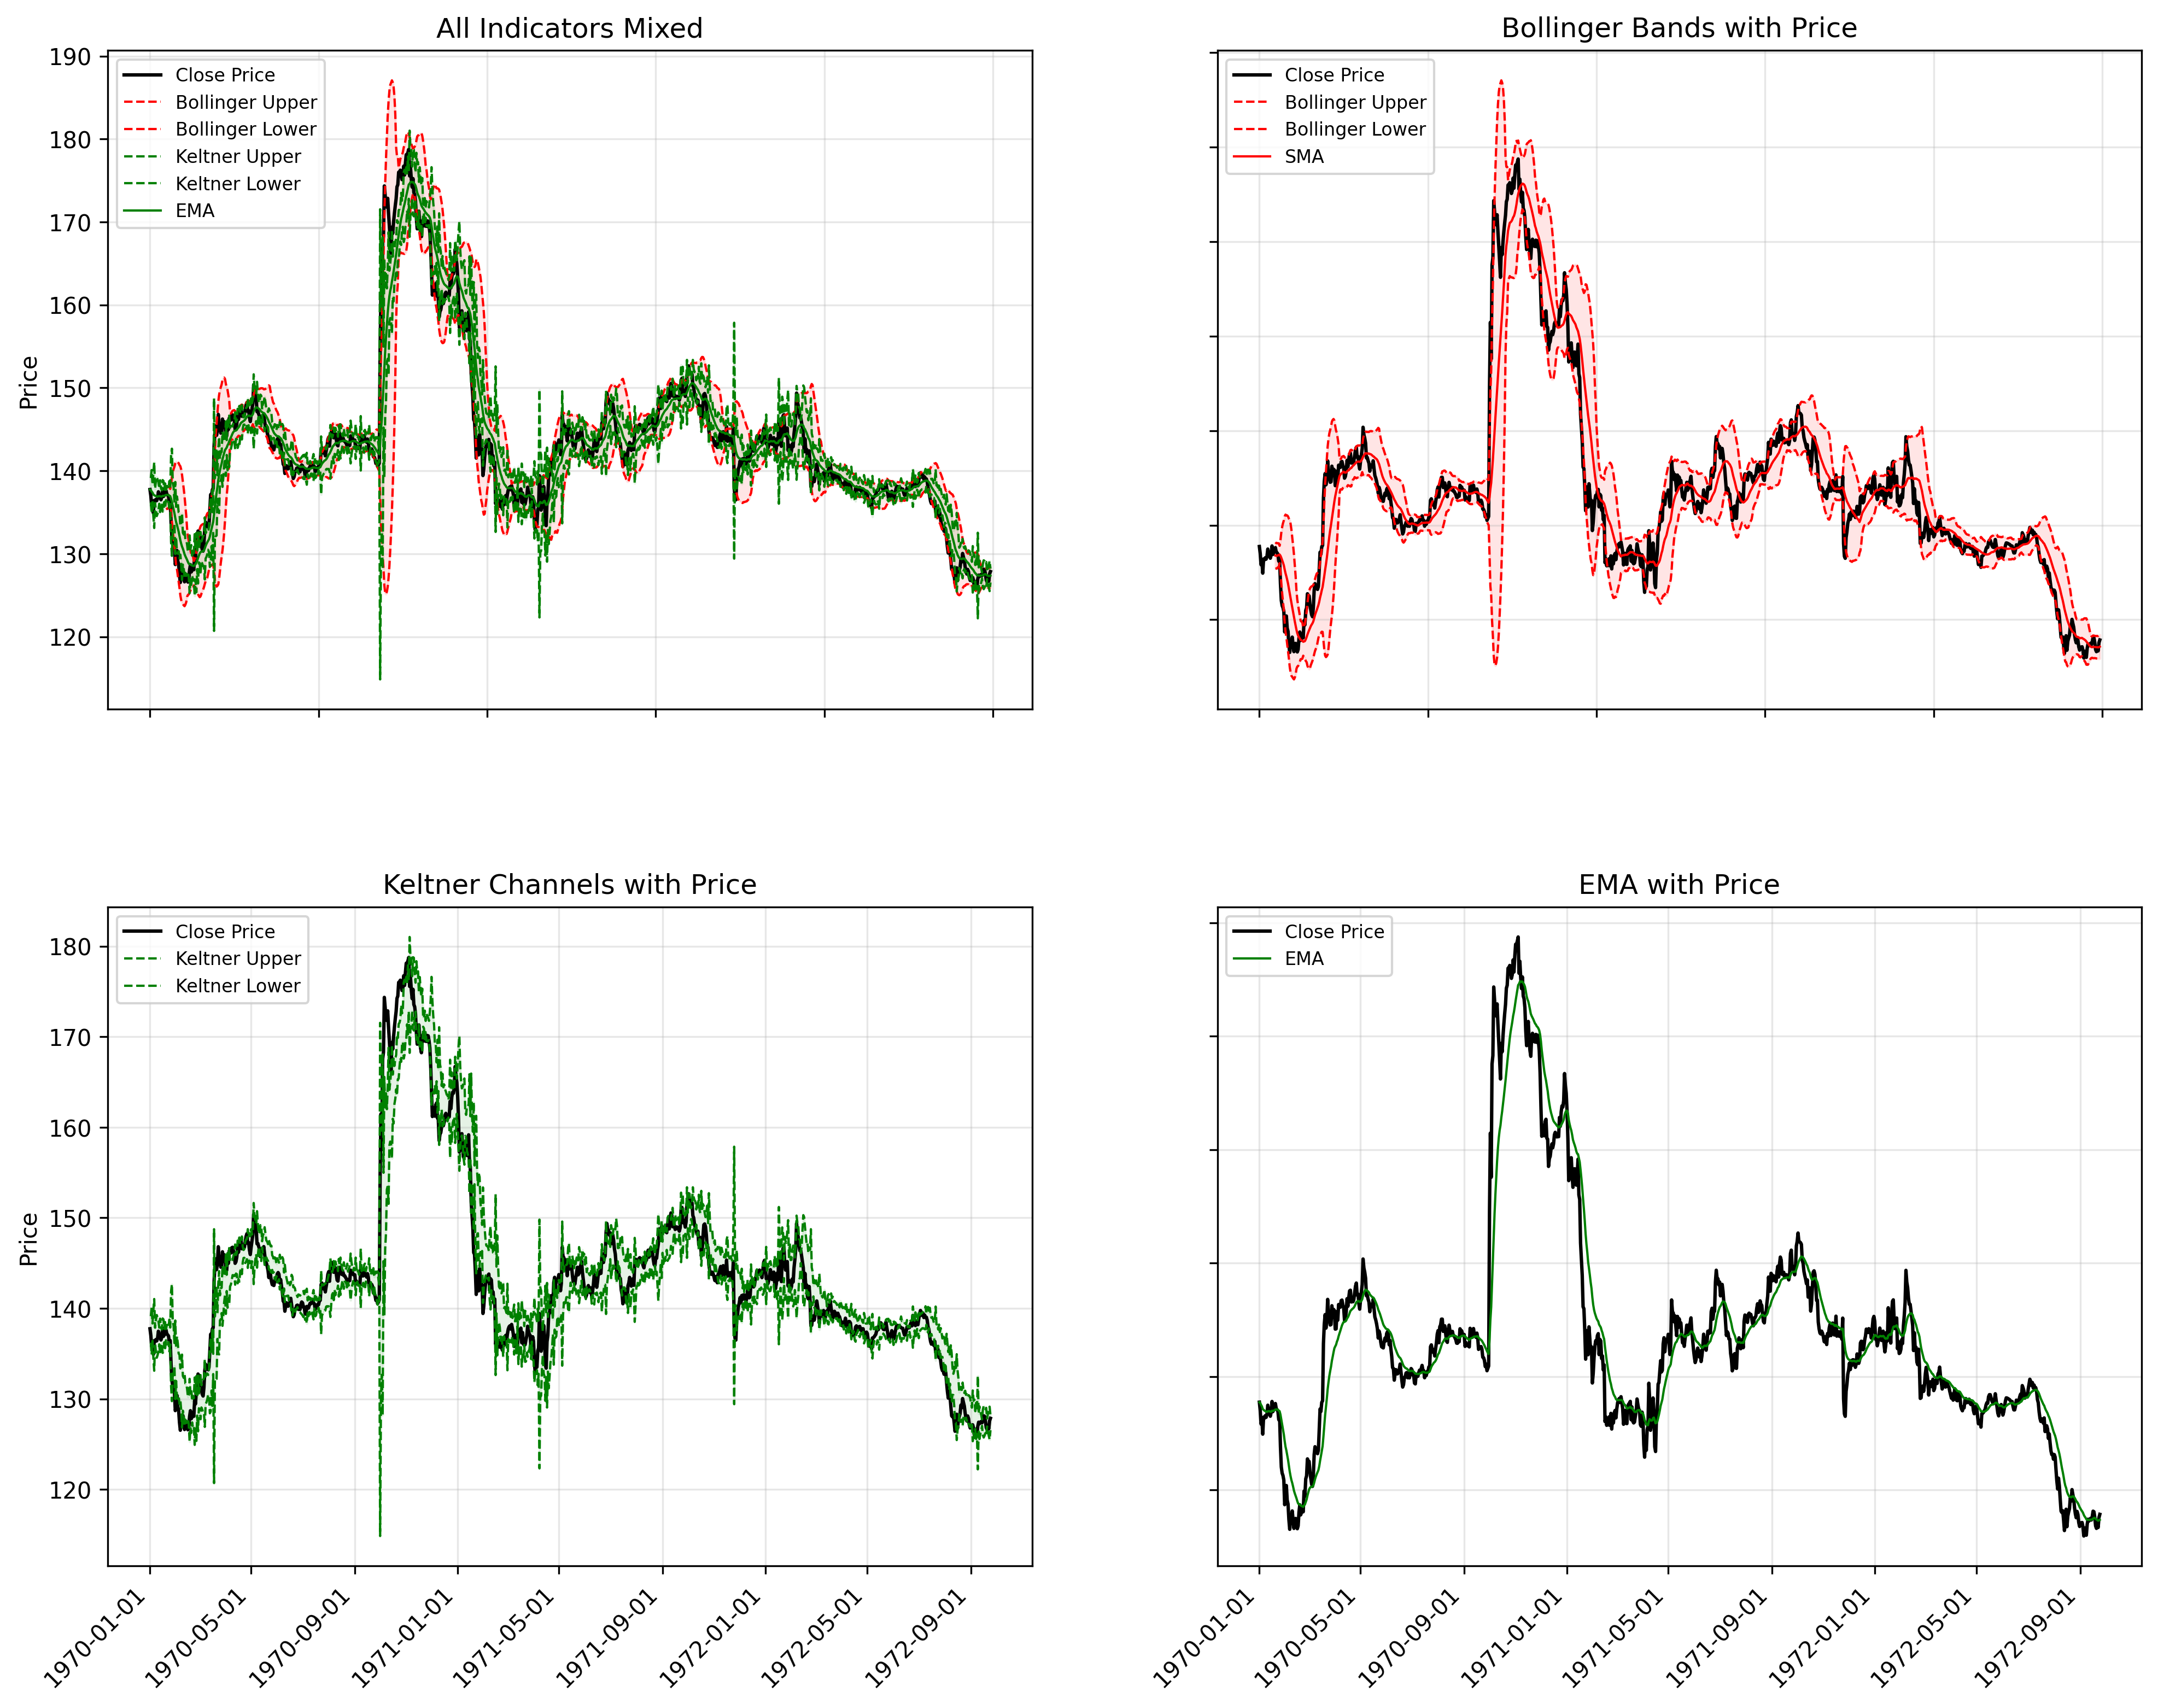 All Indicators Mixed
190
180
170
160
150
140
130
120
Price
Close Price
Bollinger Upper
Bollinger Lower
Keltner Upper
Keltner Lower
EMA
Bollinger Bands with Price
Close Price
Bollinger Upper
Bollinger Lower
SMA
Keltner Channels with Price
180
170
160
150
140
130
120
Price
Close Price
Keltner Upper
Keltner Lower
1970-01-01
1970-05-01
1970-09-01
1971-01-01
1971-05-01
1971-09-01
1972-01-01
1972-05-01
1972-09-01
EMA with Price
Close Price
EMA
1970-01-01
1970-05-01
1970-09-01
1971-01-01
1971-05-01
1971-09-01
1972-01-01
1972-05-01
1972-09-01